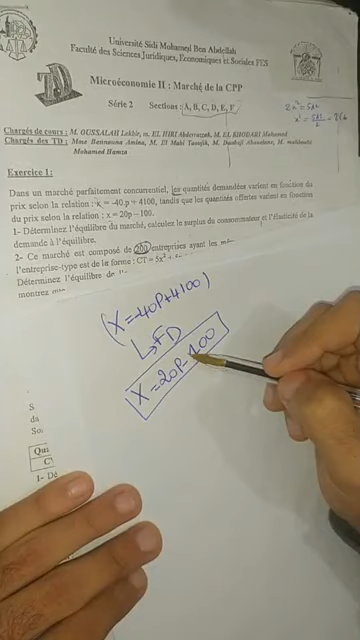 Université Sidi Mohamed Ben Abdellah
Faculté des Sciences Juridiques, Economiques et Sociales FES
Microéconomie II : Marché de la CPP
Série 2 Sections : A, B, C, D, E, F
Chargés de cours : M. OUSSALAH Lekbir, m. EL HIRI Abderrazzak, M. EL KHODARI Mohamed
Chargés des TD : Mme Bennouna Amina, M. El Mahi Taoufik, M.
Mohamed Hamza
Exercice 1 :
Dans un marché parfaitement concurrentiel, les quantités demandées varient en fonction du
prix selon la relation : x = -40.p + 4100, tandis que les quantités offertes varient en fonction
du prix selon la relation : x = 20p – 100.
1- Déterminez l'équilibre du marché, calculez le surplus du consommateur et l'élasticité de la
demande à l'équilibre.
2- Ce marché est composé de 200 entreprises ayant les
l'entreprise-type est de la forme : CT = 5x² +
Déterminez l'équilibre de
montrez
(X = -40P+4100)
↳ FD
X = 20P-100
S
da
So
Qua
C
1- Dé